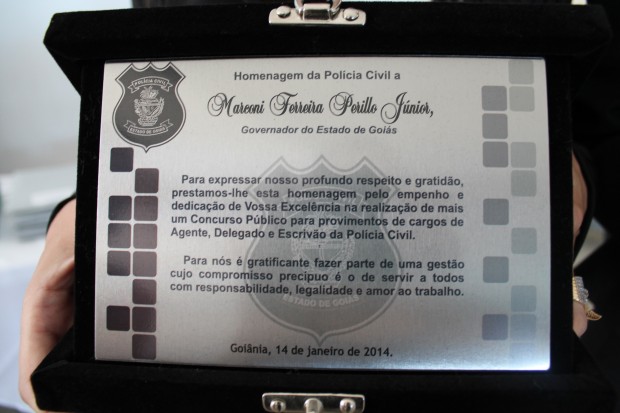 POLÍCIA CIVIL
ESTADO DE GOIÁS
Homenagem da Polícia Civil a
Marconi Ferreira Perillo Júnior,
Governador do Estado de Goiás
Para expressar nosso profundo respeito e gratidão,
prestamos-lhe esta homenagem pelo empenho e
dedicação de Vossa Excelência na realização de mais
um Concurso Público para provimentos de cargos de
Agente, Delegado e Escrivão da Polícia Civil.
Para nós é gratificante fazer parte de uma gestão
cujo compromisso precipuo é o de servir a todos
com responsabilidade, legalidade e amor ao trabalho.
ESTADO DE GOIÁS
Goiânia, 14 de janeiro de 2014.